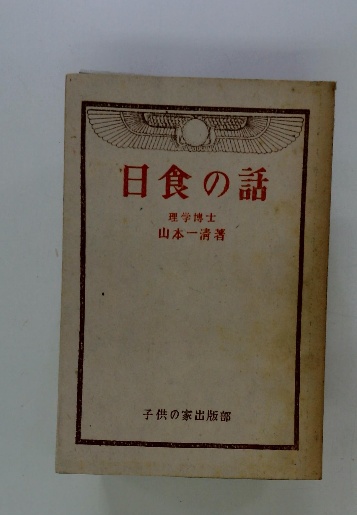 日食の話
理学博士
山本一清著
子供の家出版部